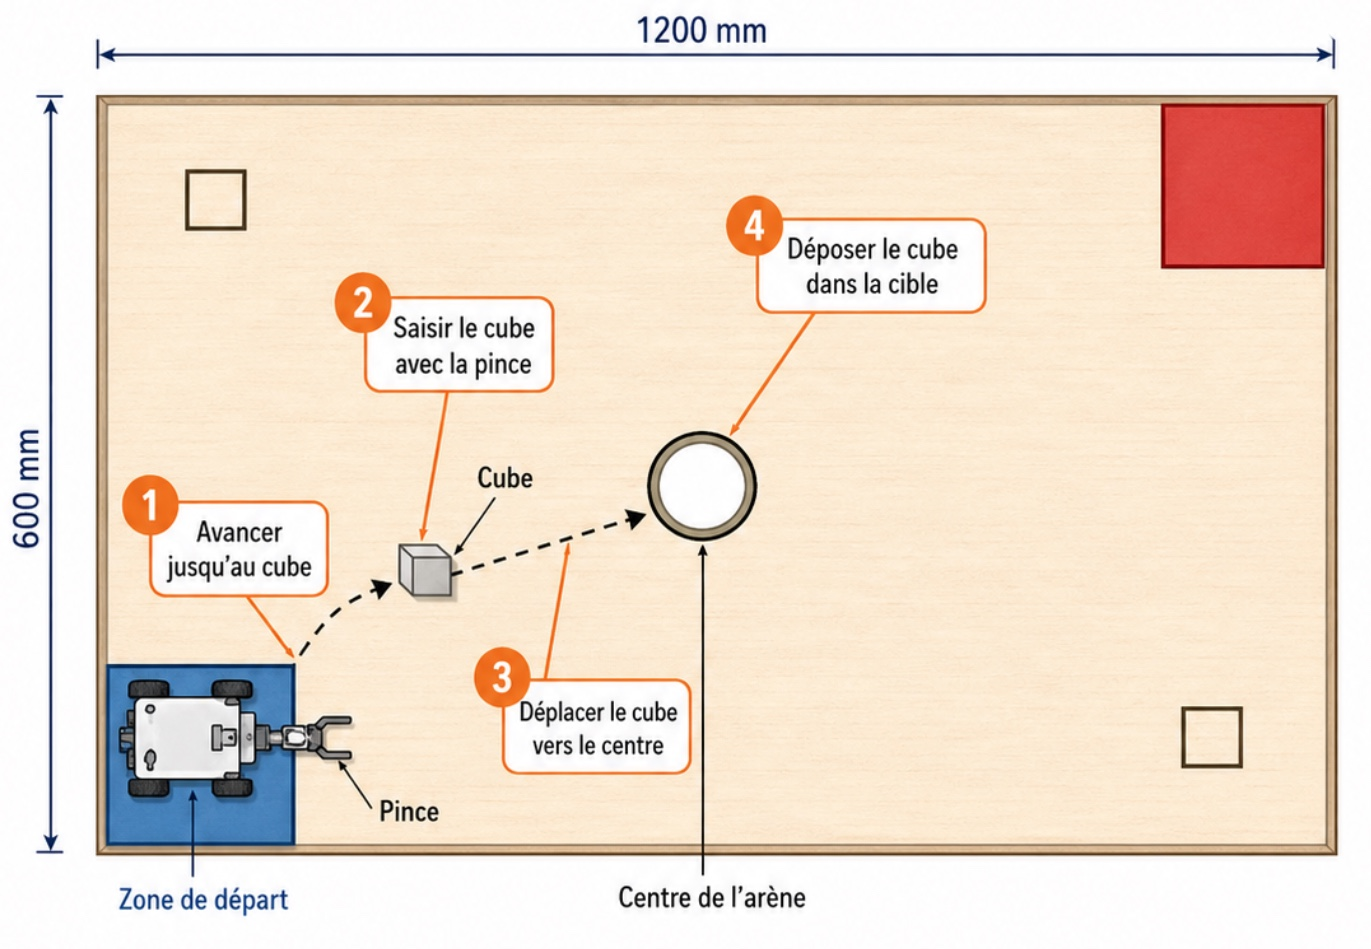 1200 mm
600 mm
4
Déposer le cube
dans la cible
2
Saisir le cube
avec la pince
Cube
1
Avancer
jusqu'au cube
3
Déplacer le cube
vers le centre
Pince
Zone de départ
Centre de l'arène